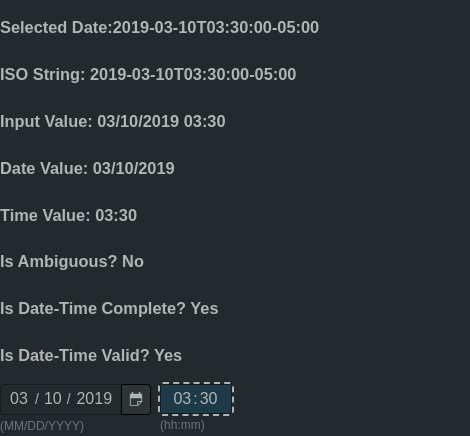 Selected Date:2019-03-10T03:30:00-05:00
ISO String: 2019-03-10T03:30:00-05:00
Input Value: 03/10/2019 03:30
Date Value: 03/10/2019
Time Value: 03:30
Is Ambiguous? No
Is Date-Time Complete? Yes
Is Date-Time Valid? Yes
03 / 10 / 2019 03:30
(MM/DD/YYYY) (hh:mm)